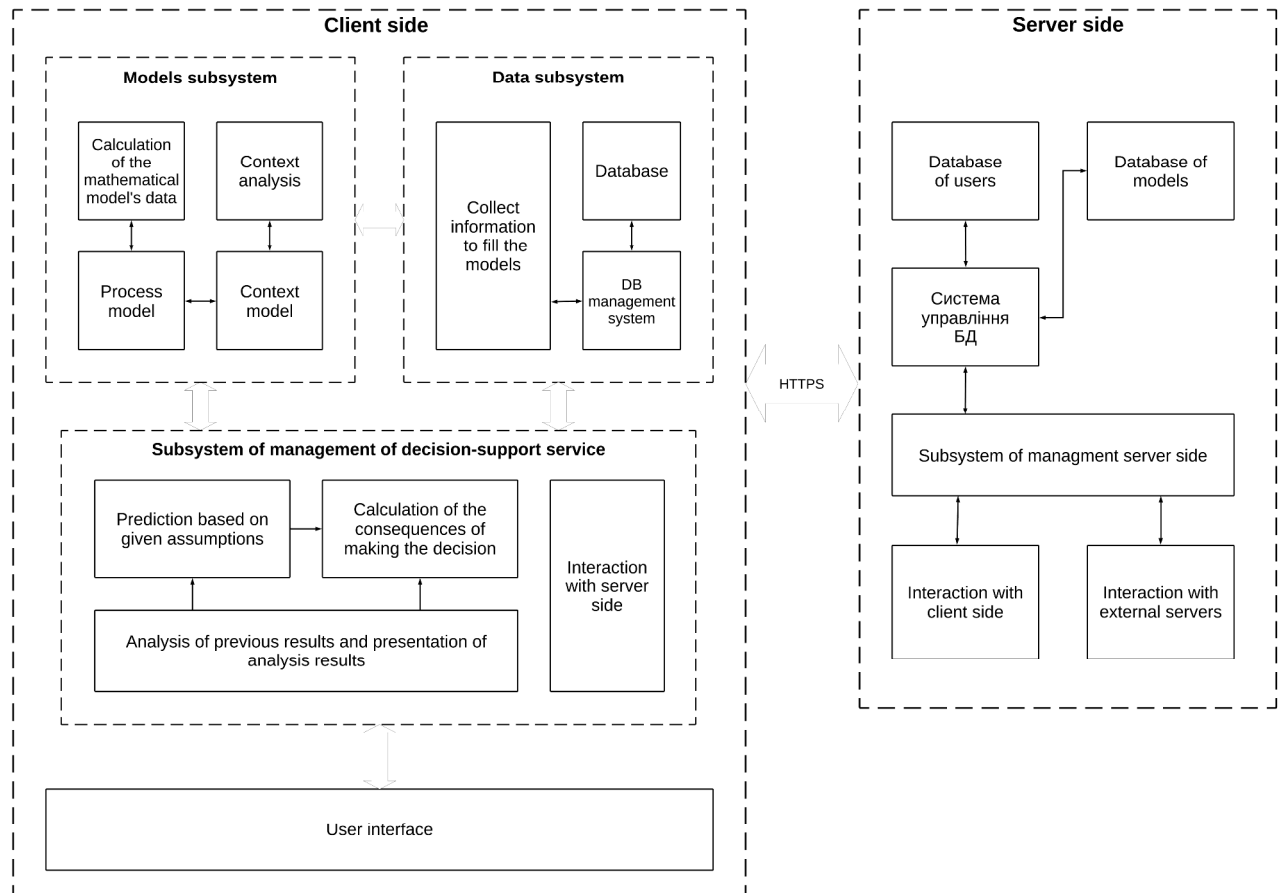 Client side
Models subsystem
Calculation
of the
mathematical
model's data
Context
analysis
Process
model
Context
model
Data subsystem
Collect
information
to fill the
models
Database
DB
management
system
Subsystem of management of decision-support service
Prediction based on
given assumptions
Calculation of the
consequences of
making the decision
Interaction
with server
side
Analysis of previous results and presentation of
analysis results
User interface
HTTPS
Server side
Database
of users
Database of
models
Система
управління
БД
Subsystem of managment server side
Interaction with
client side
Interaction with
external servers